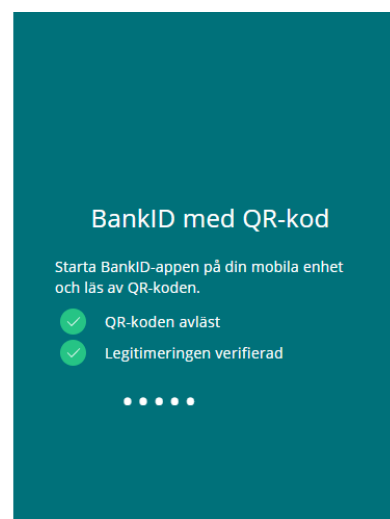 BankID med QR-kod
Starta BankID-appen på din mobila enhet
och läs av QR-koden.
QR-koden avläst
Legitimeringen verifierad